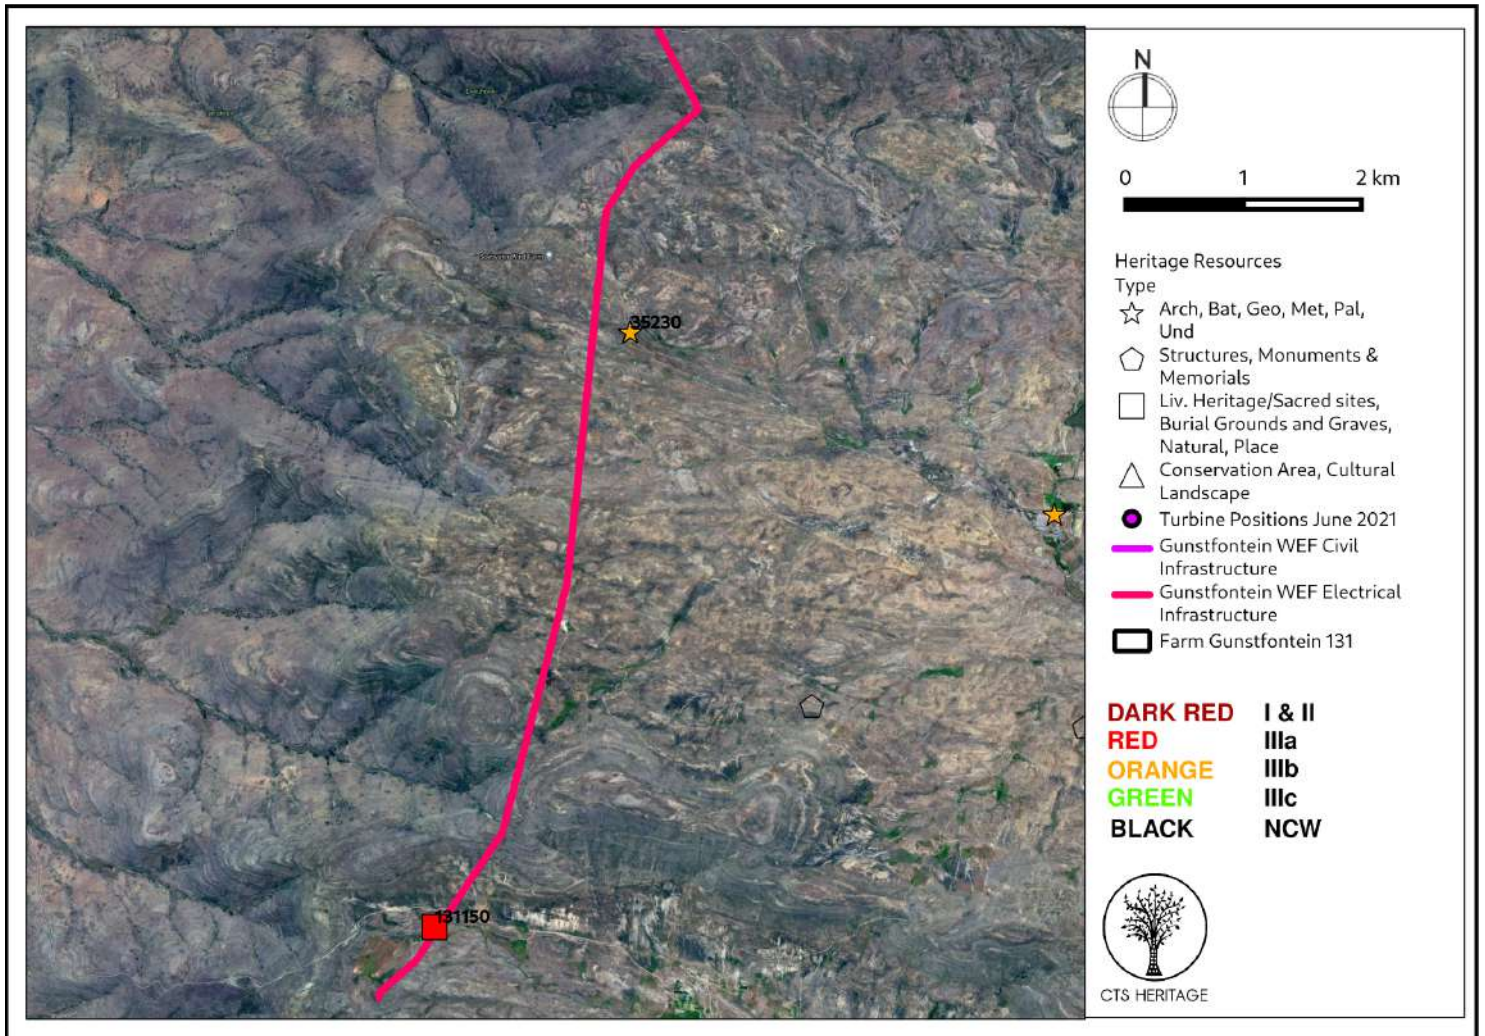 N
0 1 2 km
35230
131150
Heritage Resources
Type
Arch, Bat, Geo, Met, Pal,
Und
Structures, Monuments &
Memorials
Liv. Heritage/Sacred sites,
Burial Grounds and Graves,
Natural, Place
Conservation Area, Cultural
Landscape
Turbine Positions June 2021
Gunstfontein WEF Civil
Infrastructure
Gunstfontein WEF Electrical
Infrastructure
Farm Gunstfontein 131
DARK RED I & II
RED IIIa
ORANGE IIIb
GREEN IIIc
BLACK NCW
CTS HERITAGE